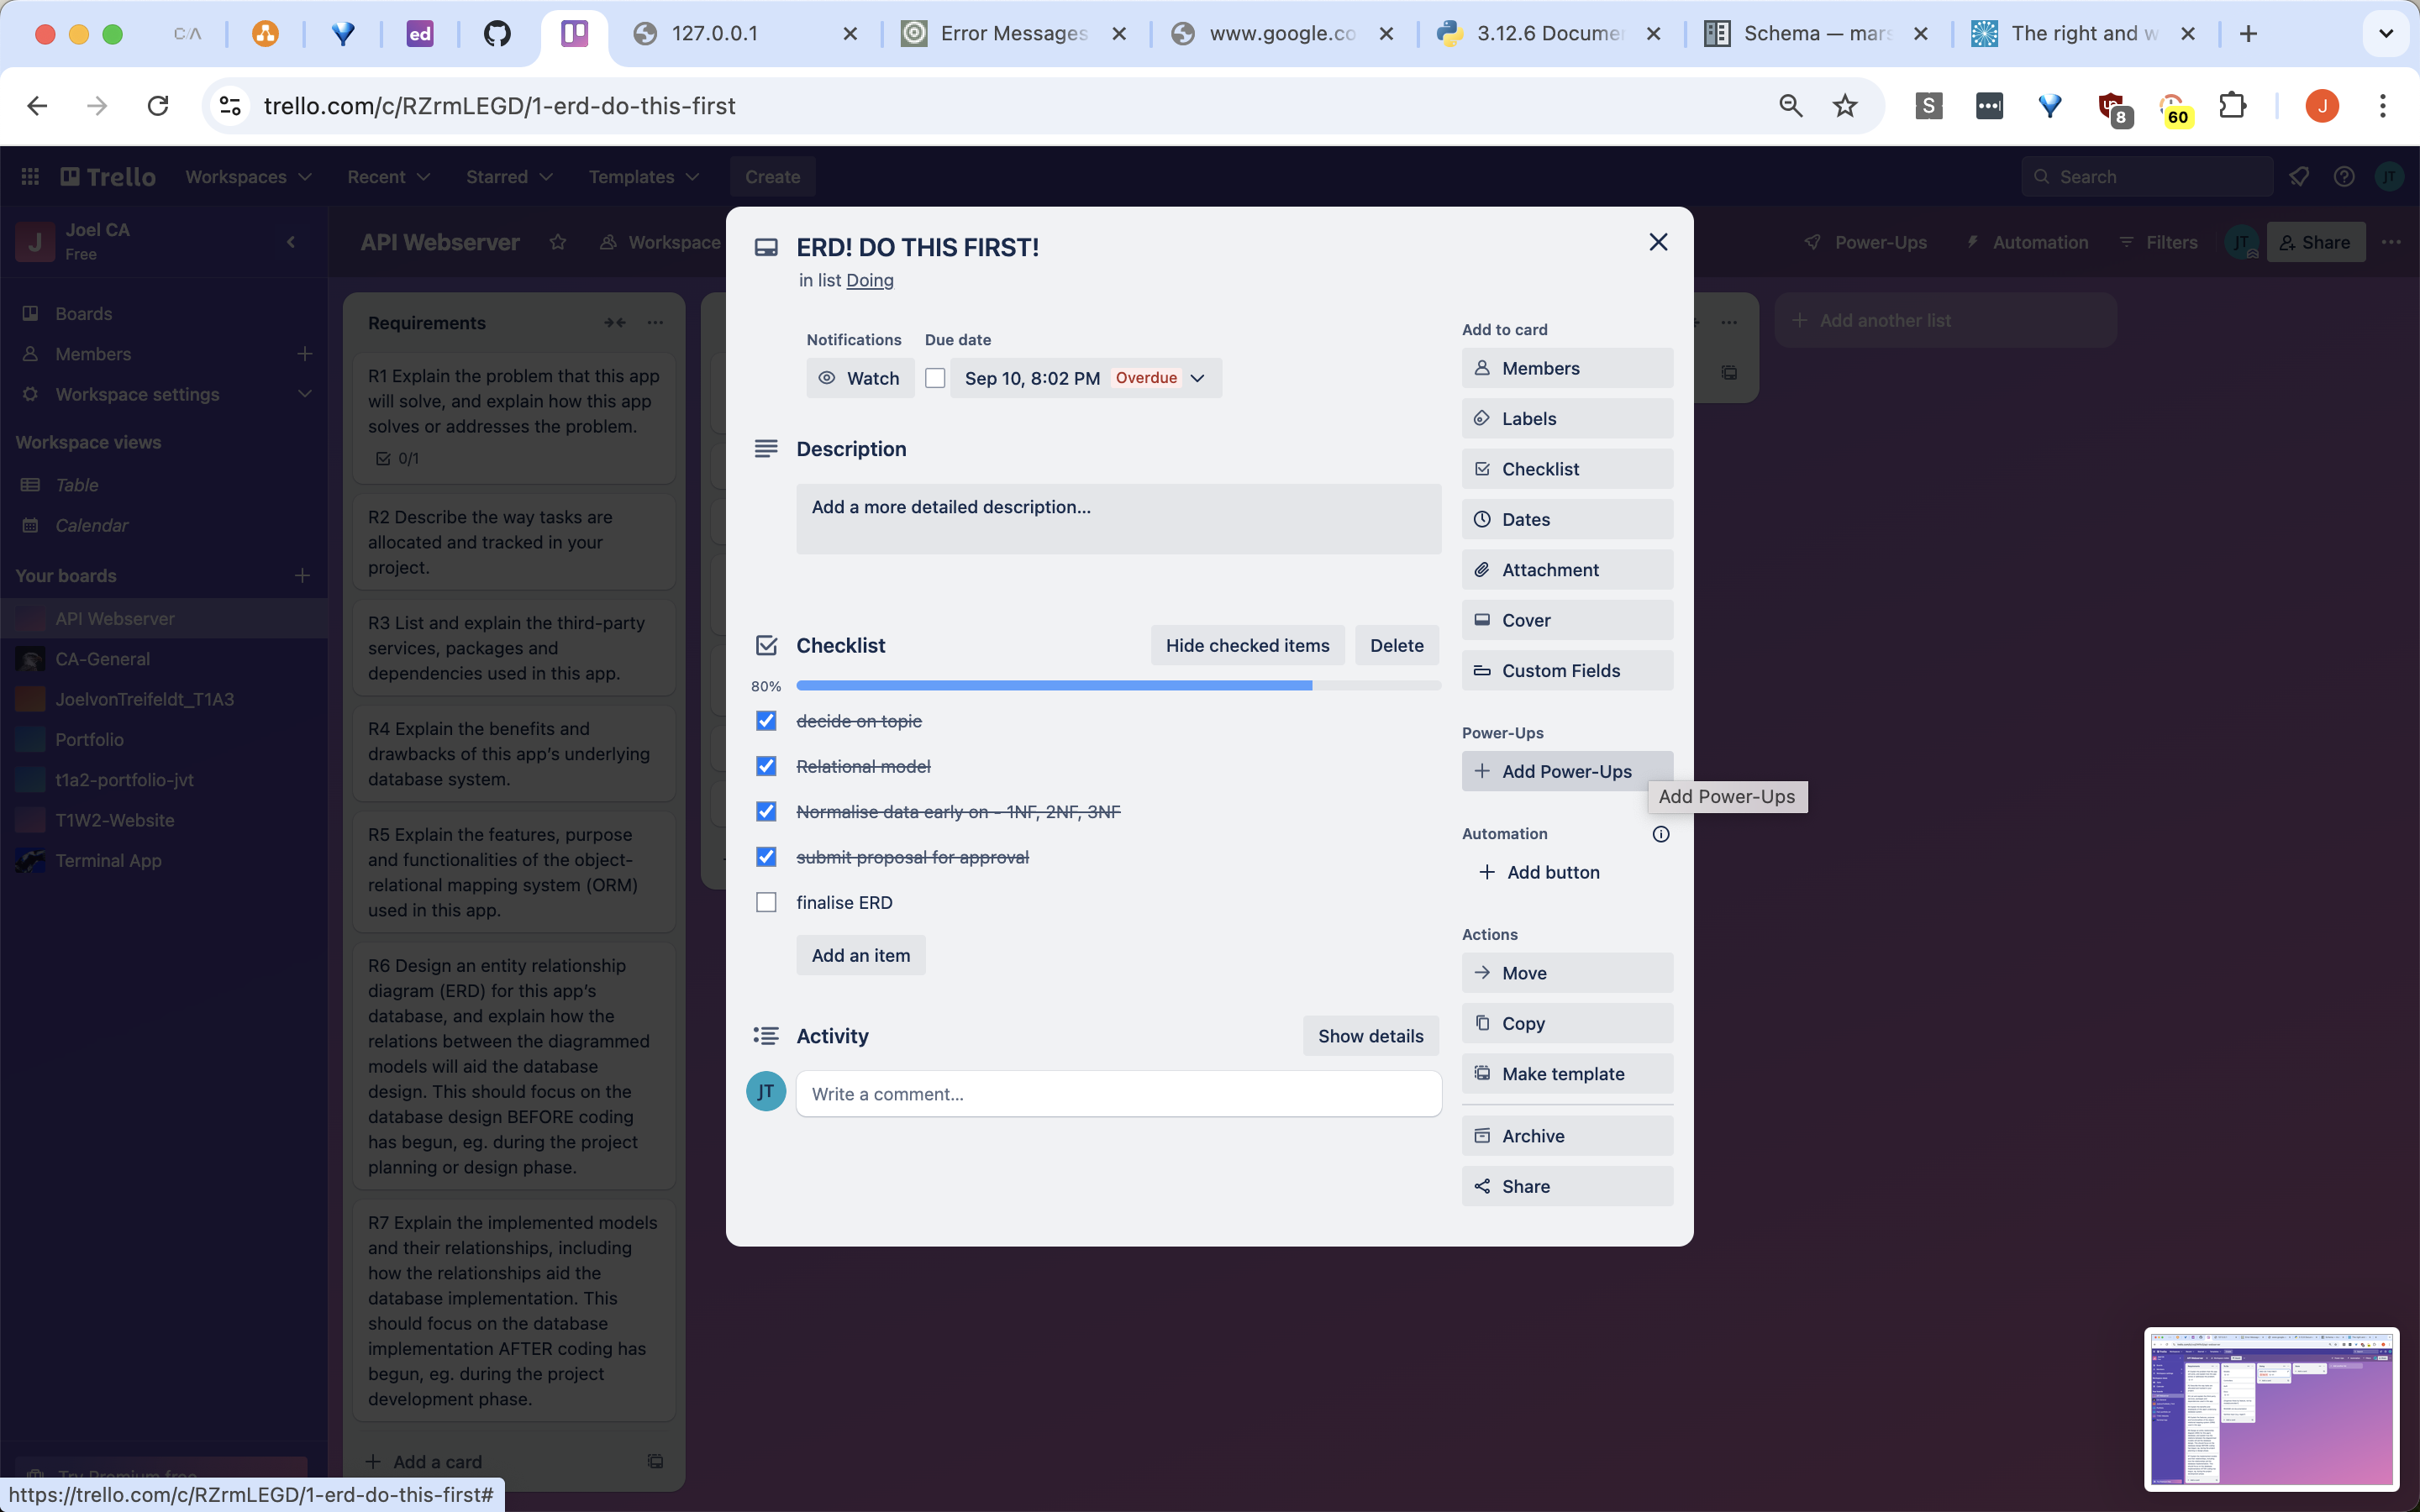 C/A
ed
127.0.0.1
Error Messages
www.google.co
3.12.6 Documen
Schema — mars
The right and w
trello.com/c/RZrmLEGD/1-erd-do-this-first
S
8
60
J
Trello
Workspaces
Recent
Starred
Templates
Create
Search
JT
J
Joel CA
Free
API Webserver
Workspace
Power-Ups
Automation
Filters
JT
Share
Boards
Members
Workspace settings
Workspace views
Table
Calendar
Your boards
API Webserver
CA-General
JoelvonTreifeldt_T1A3
Portfolio
t1a2-portfolio-jvt
T1W2-Website
Terminal App
Try Premium free
Requirements
R1 Explain the problem that this app
will solve, and explain how this app
solves or addresses the problem.
0/1
R2 Describe the way tasks are
allocated and tracked in your
project.
R3 List and explain the third-party
services, packages and
dependencies used in this app.
R4 Explain the benefits and
drawbacks of this app's underlying
database system.
R5 Explain the features, purpose
and functionalities of the object-
relational mapping system (ORM)
used in this app.
R6 Design an entity relationship
diagram (ERD) for this app's
database, and explain how the
relations between the diagrammed
models will aid the database
design. This should focus on the
database design BEFORE coding
has begun, eg. during the project
planning or design phase.
R7 Explain the implemented models
and their relationships, including
how the relationships aid the
database implementation. This
should focus on the database
implementation AFTER coding has
begun, eg. during the project
development phase.
Add a card
Add another list
ERD! DO THIS FIRST!
in list Doing
Notifications
Due date
Watch
Sep 10, 8:02 PM
Overdue
Description
Add a more detailed description...
Checklist
Hide checked items
Delete
80%
decide on topic
Relational model
Normalise data early on - 1NF, 2NF, 3NF
submit proposal for approval
finalise ERD
Add an item
Activity
Show details
JT
Write a comment...
Add to card
Members
Labels
Checklist
Dates
Attachment
Cover
Custom Fields
Power-Ups
Add Power-Ups
Add Power-Ups
Automation
Add button
Actions
Move
Copy
Make template
Archive
Share
https://trello.com/c/RZrmLEGD/1-erd-do-this-first#